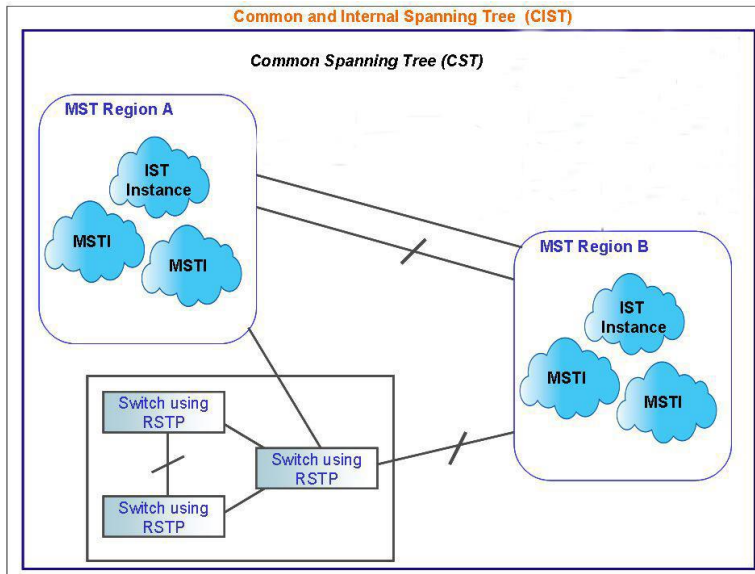 Common and Internal Spanning Tree (CIST)
Common Spanning Tree (CST)
MST Region A
IST
Instance
MSTI
MSTI
MST Region B
IST
Instance
MSTI
MSTI
Switch using
RSTP
Switch using
RSTP
Switch using
RSTP